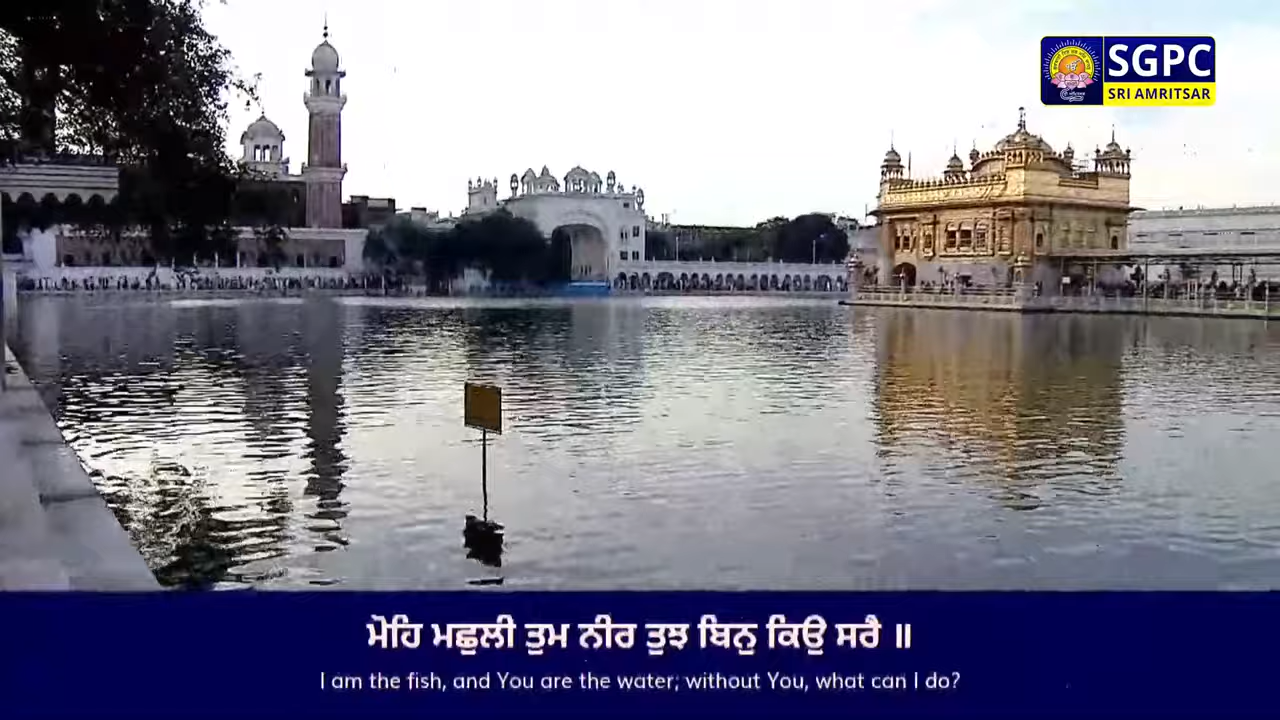 SGPC
SRI AMRITSAR
ਮੋਹਿ ਮਛੁਲੀ ਤੁਮ ਨੀਰ ਤੁਝ ਬਿਨੁ ਕਿਉ ਸਰੈ ॥
I am the fish, and You are the water; without You, what can I do?